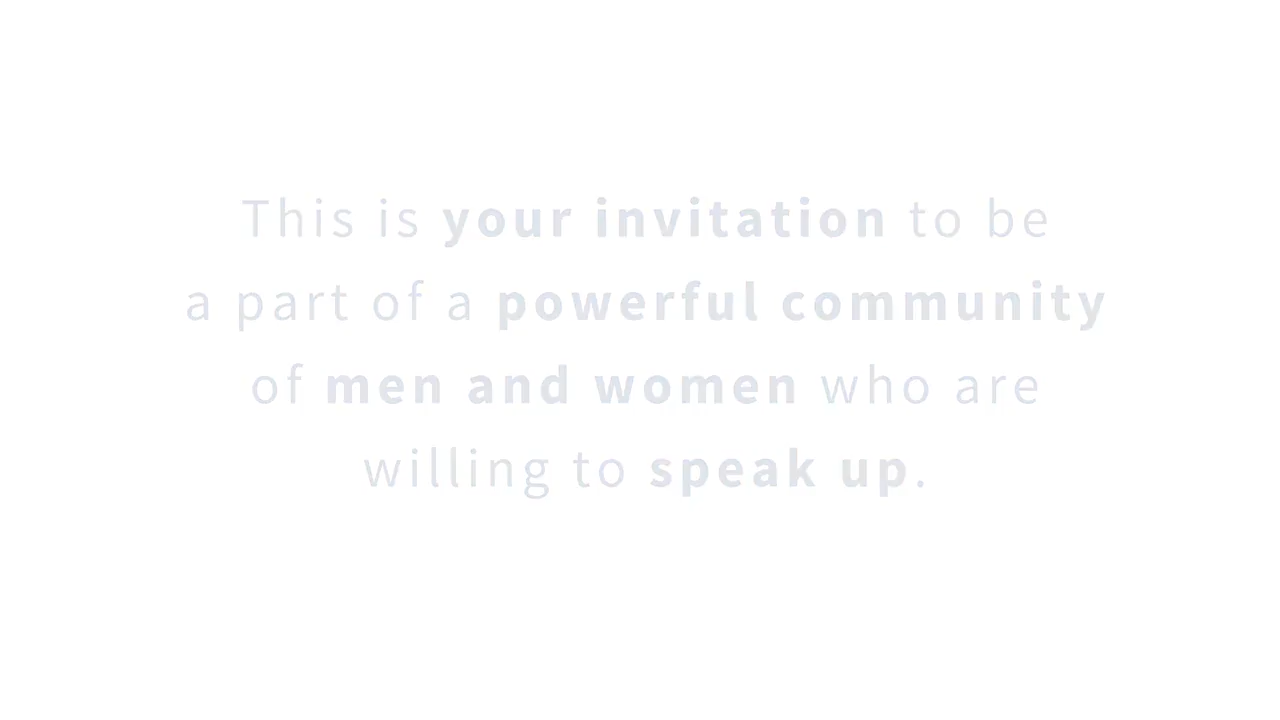 This is your invitation to be
a part of a powerful community
of men and women who are
willing to speak up.